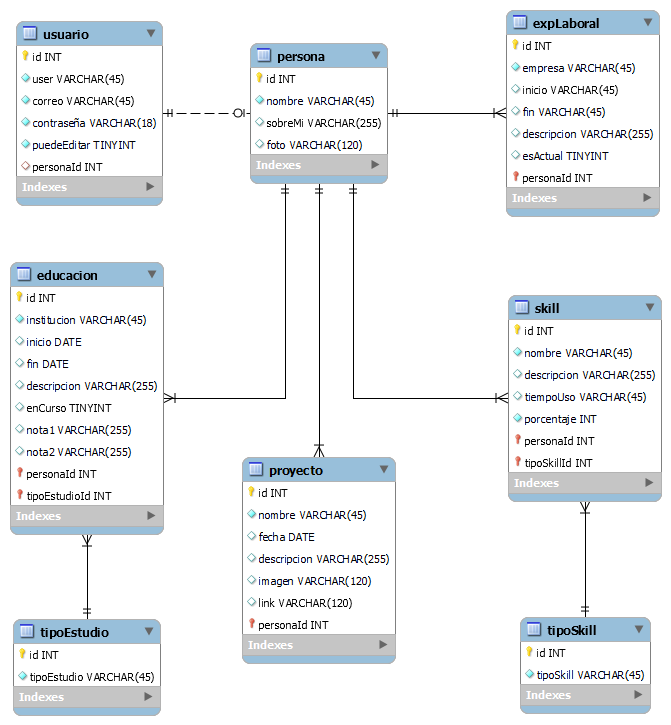 usuario
id INT
user VARCHAR(45)
correo VARCHAR(45)
contraseña VARCHAR(18)
puedeEditar TINYINT
personaId INT
Indexes
persona
id INT
nombre VARCHAR(45)
sobreMi VARCHAR(255)
foto VARCHAR(120)
Indexes
expLaboral
id INT
empresa VARCHAR(45)
inicio VARCHAR(45)
fin VARCHAR(45)
descripcion VARCHAR(255)
esActual TINYINT
personaId INT
Indexes
educacion
id INT
institucion VARCHAR(45)
inicio DATE
fin DATE
descripcion VARCHAR(255)
enCurso TINYINT
nota1 VARCHAR(255)
nota2 VARCHAR(255)
personaId INT
tipoEstudioId INT
Indexes
skill
id INT
nombre VARCHAR(45)
descripcion VARCHAR(255)
tiempoUso VARCHAR(45)
porcentaje INT
personaId INT
tipoSkillId INT
Indexes
proyecto
id INT
nombre VARCHAR(45)
fecha DATE
descripcion VARCHAR(255)
imagen VARCHAR(120)
link VARCHAR(120)
personaId INT
Indexes
tipoEstudio
id INT
tipoEstudio VARCHAR(45)
Indexes
tipoSkill
id INT
tipoSkill VARCHAR(45)
Indexes